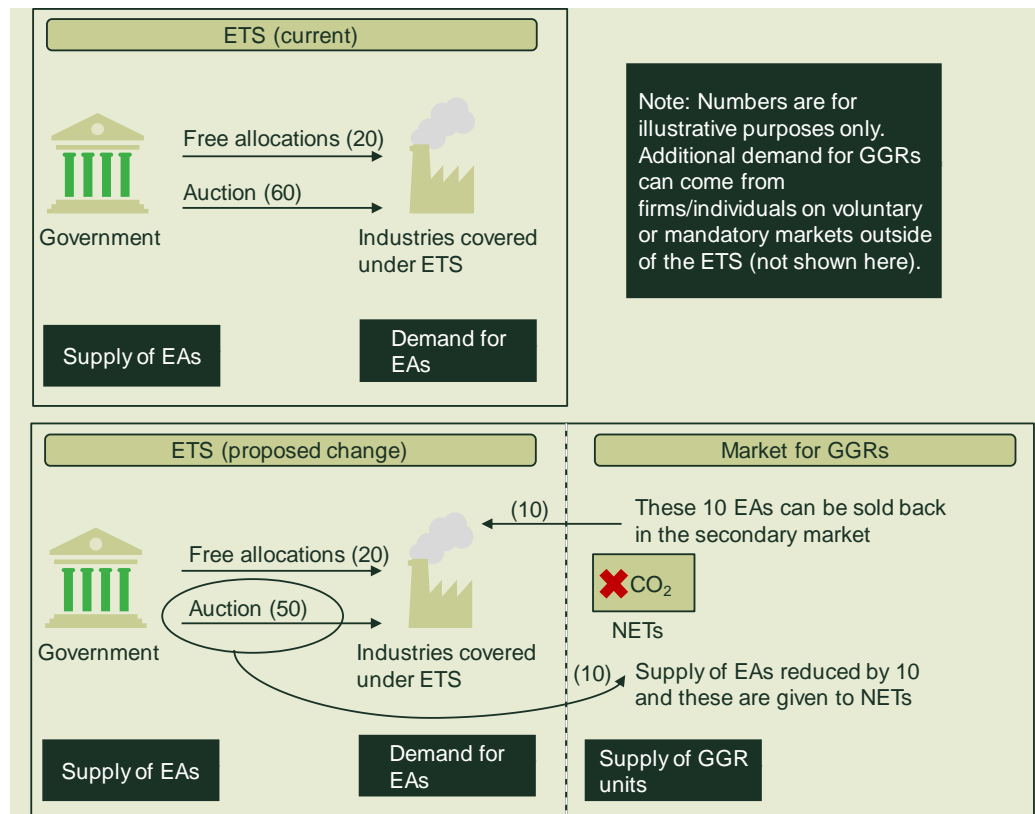 ETS (current)
Free allocations (20)
Auction (60)
Government
Industries covered
under ETS
Supply of EAs
Demand for
EAs
Note: Numbers are for
illustrative purposes only.
Additional demand for GGRs
can come from
firms/individuals on voluntary
or mandatory markets outside
of the ETS (not shown here).
ETS (proposed change)
Free allocations (20)
Auction (50)
Government
Industries covered
under ETS
Supply of EAs
Demand for
EAs
Market for GGRs
(10)
These 10 EAs can be sold back
in the secondary market
CO₂
NETs
(10)
Supply of EAs reduced by 10
and these are given to NETs
Supply of GGR
units